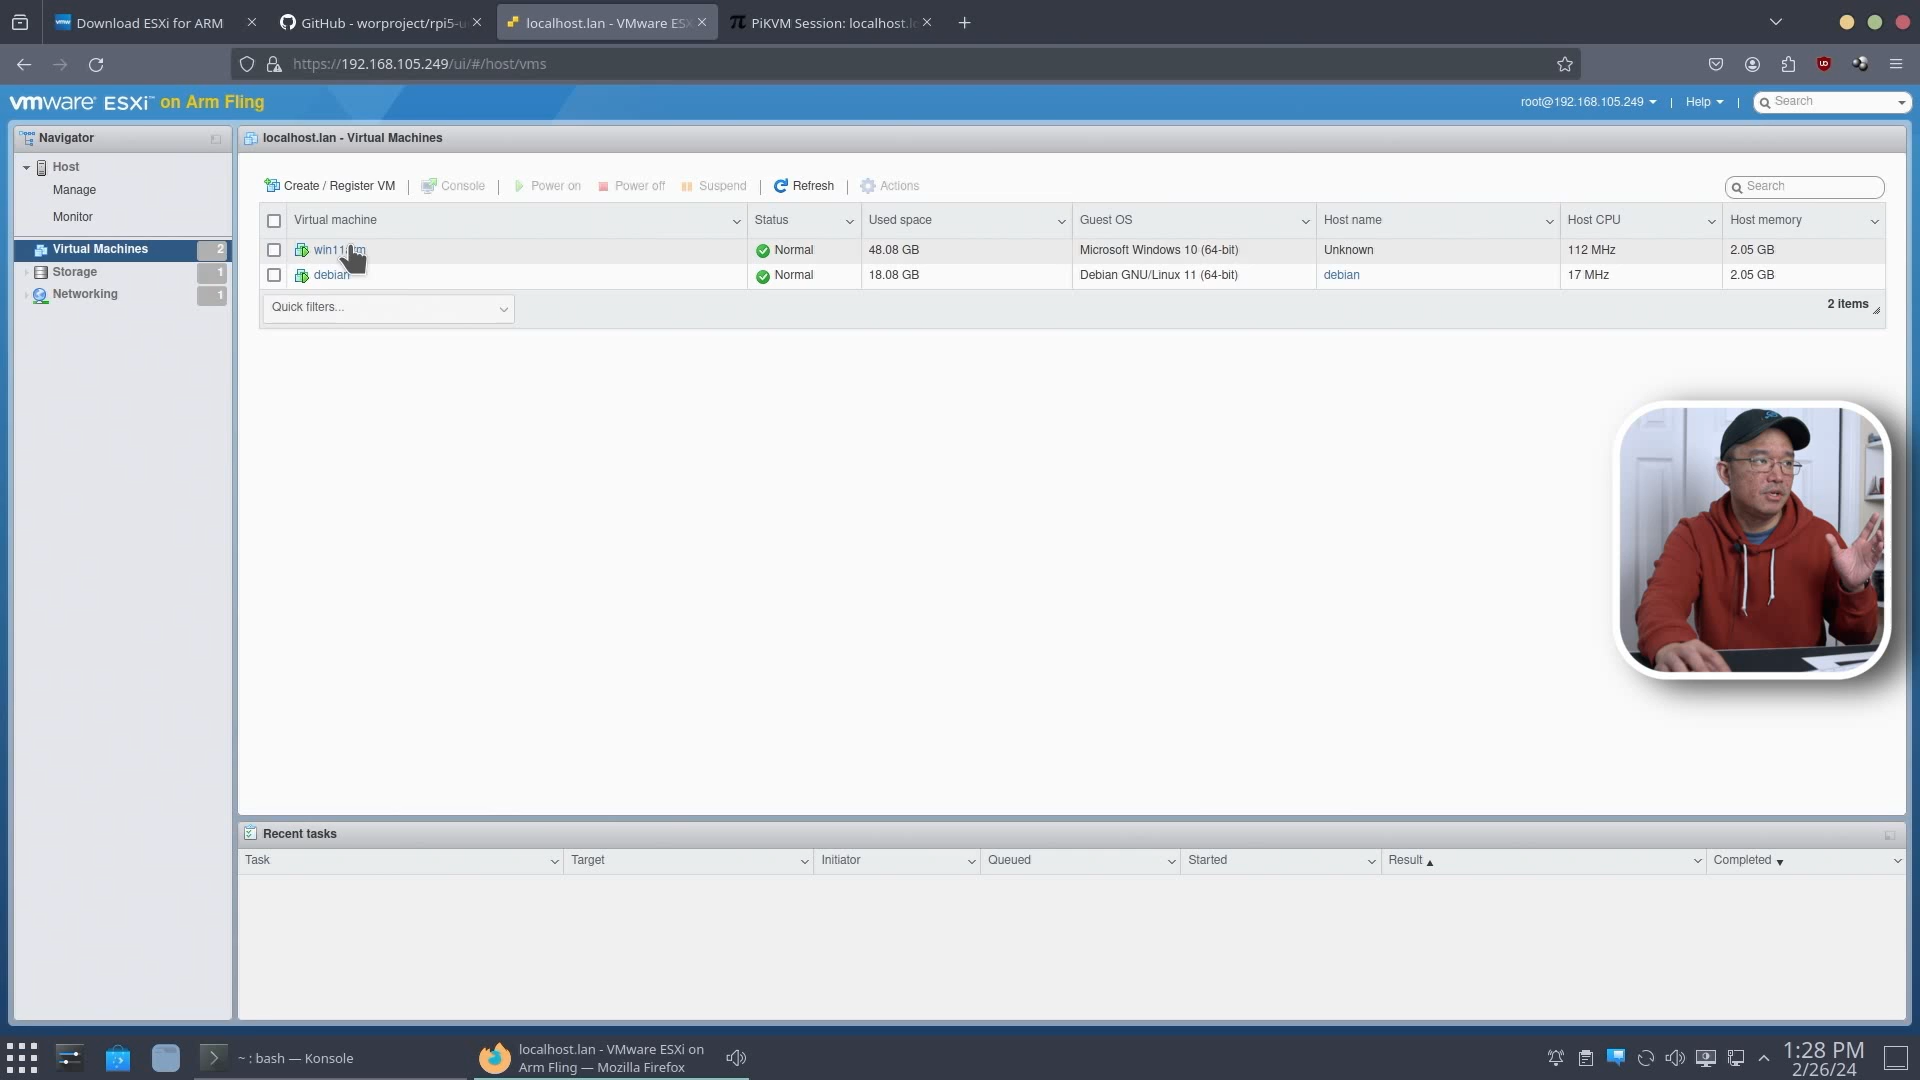 Download ESXi for ARM
GitHub - worproject/rpi5-u
localhost.lan - VMware ESX
PiKVM Session: localhost.l
https://192.168.105.249/ui/#/host/vms
vmware ESXi™ on Arm Fling
root@192.168.105.249 | Help | Search
Navigator
Host
Manage
Monitor
Virtual Machines 2
Storage 1
Networking 1
localhost.lan - Virtual Machines
Create / Register VM | Console | Power on Power off Suspend | Refresh | Actions
Search
Virtual machine Status Used space Guest OS Host name Host CPU Host memory
Normal 48.08 GB Microsoft Windows 10 (64-bit) Unknown 112 MHz 2.05 GB
debian Normal 18.08 GB Debian GNU/Linux 11 (64-bit) debian 17 MHz 2.05 GB
Quick filters...
2 items
Recent tasks
Task Target Initiator Queued Started Result Completed
~ : bash — Konsole
localhost.lan - VMware ESXi on
Arm Fling — Mozilla Firefox
1:28 PM
2/26/24